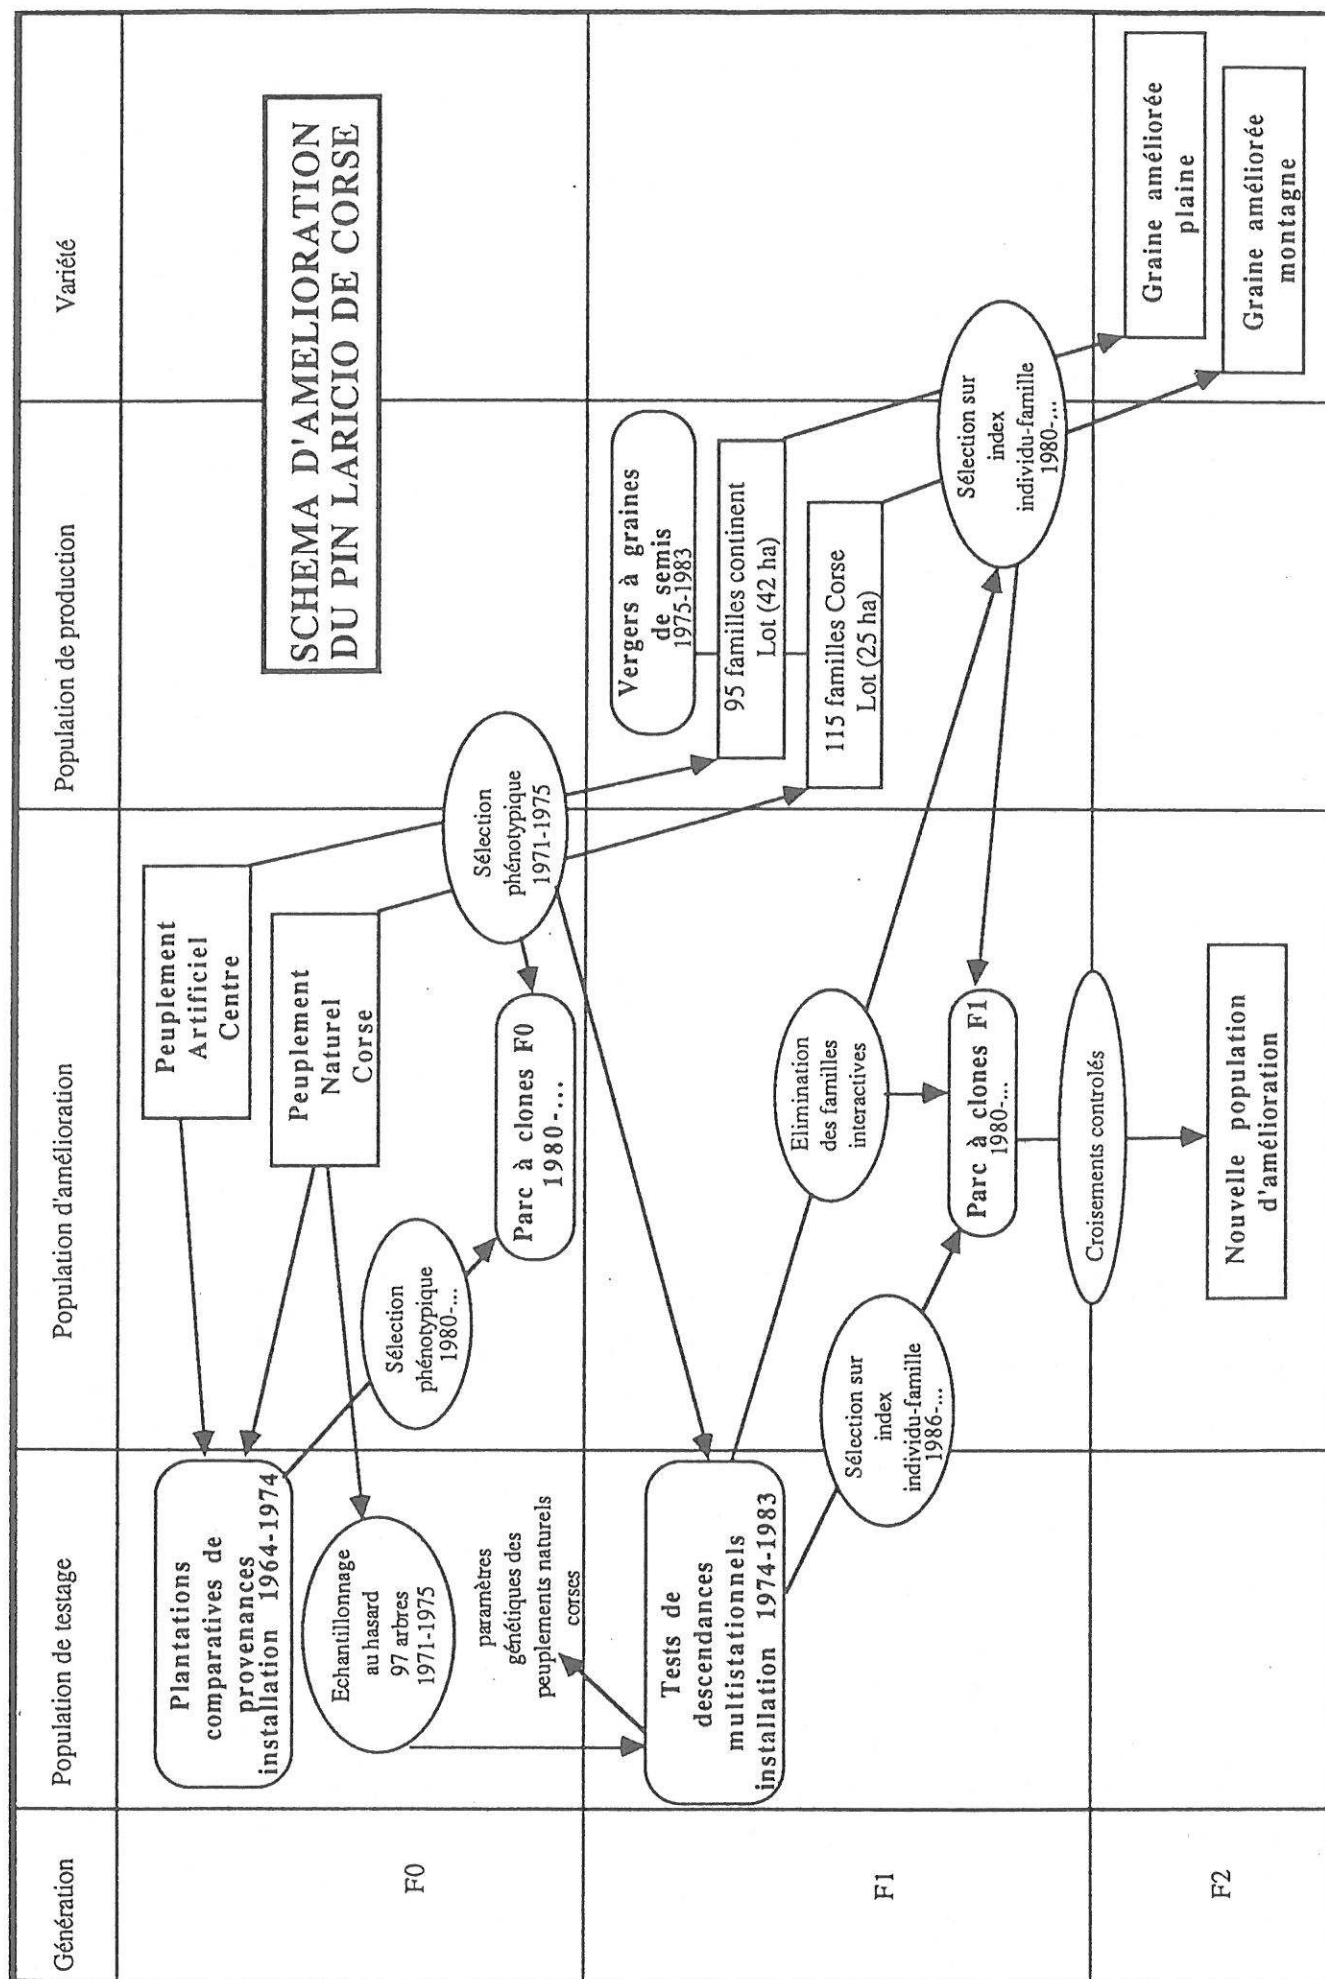 SCHEMA D'AMELIORATION
DU PIN LARICIO DE CORSE
Génération
Population de testage
Population d'amélioration
Population de production
Variété
F0
Plantations
comparatives de
provenances
installation 1964-1974
Echantillonnage
au hasard
97 arbres
1971-1975
paramètres
génétiques des
peuplements naturels
corses
Peuplement
Artificiel
Centre
Peuplement
Naturel
Corse
Sélection
phénotypique
1980-...
Parc à clones F0
1980-...
Sélection
phénotypique
1971-1975
F1
Tests de
descendances
multistationnels
installation 1974-1983
Sélection sur
index
individu-famille
1986-...
Elimination
des familles
interactives
Parc à clones F1
1980-...
Vergers à graines
de semis
1975-1983
95 familles continent
Lot (42 ha)
115 familles Corse
Lot (25 ha)
Sélection sur
index
individu-famille
1980-...
Croisements controlés
F2
Nouvelle population
d'amélioration
Graine améliorée
plaine
Graine améliorée
montagne